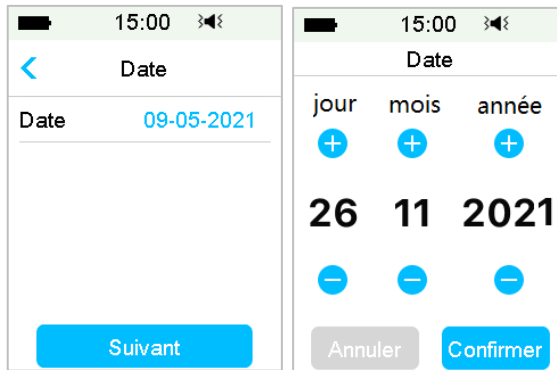 15:00
Date
Date 09-05-2021
Suivant
15:00
Date
jour mois année
26 11 2021
Annuler Confirmer